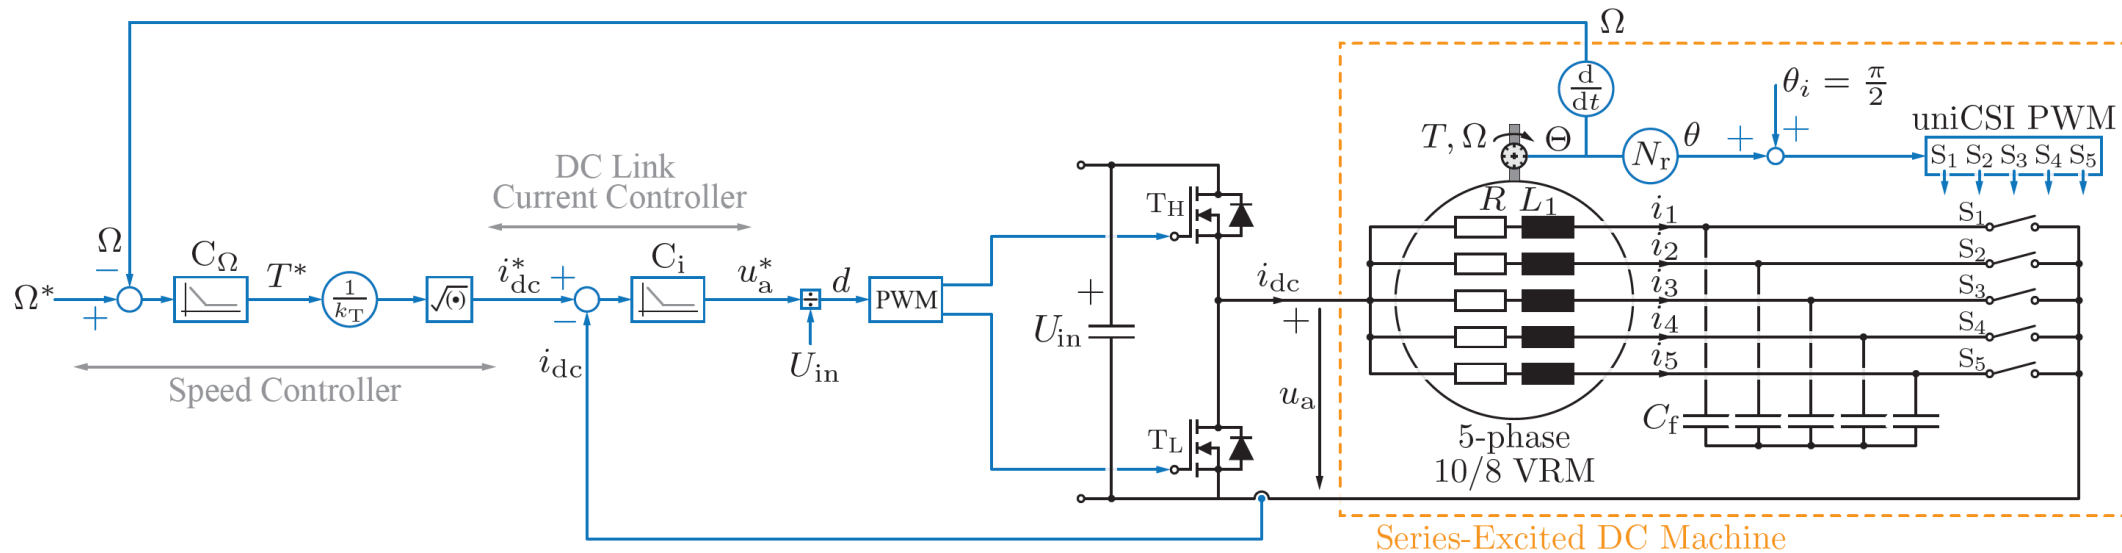 Ω
Series-Excited DC Machine
d
dt
θi = π/2
uniCSI PWM
S1 S2 S3 S4 S5
T, Ω
Θ
Nr
θ
+
+
DC Link
Current Controller
Ω
−
Ω*
+
CΩ
T*
1
kT
√(•)
i*dc
+
−
Ci
u*a
÷
d
PWM
Uin
idc
Speed Controller
TH
TL
+
Uin
idc
+
ua
R L1
i1
i2
i3
i4
i5
S1
S2
S3
S4
S5
Cf
5-phase
10/8 VRM